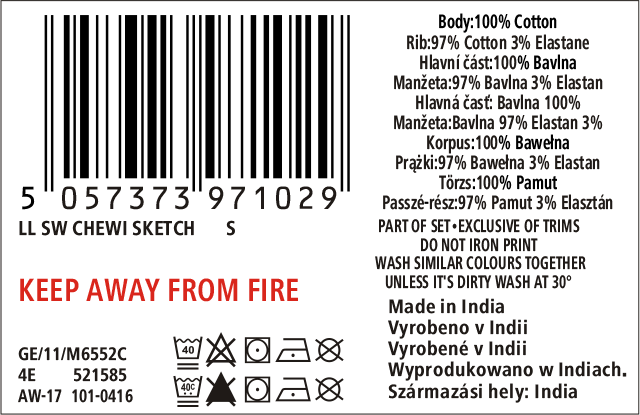 5 057373 971029
LL SW CHEWI SKETCH S
KEEP AWAY FROM FIRE
GE/11/M6552C
4E 521585
AW-17 101-0416
40
40C
Body:100% Cotton
Rib:97% Cotton 3% Elastane
Hlavní část:100% Bavlna
Manžeta:97% Bavlna 3% Elastan
Hlavná časť: Bavlna 100%
Manžeta:Bavlna 97% Elastan 3%
Korpus:100% Bawełna
Prążki:97% Bawełna 3% Elastan
Törzs:100% Pamut
Passzé-rész:97% Pamut 3% Elasztán
PART OF SET•EXCLUSIVE OF TRIMS
DO NOT IRON PRINT
WASH SIMILAR COLOURS TOGETHER
UNLESS IT'S DIRTY WASH AT 30°
Made in India
Vyrobeno v Indii
Vyrobené v Indii
Wyprodukowano w Indiach.
Származási hely: India